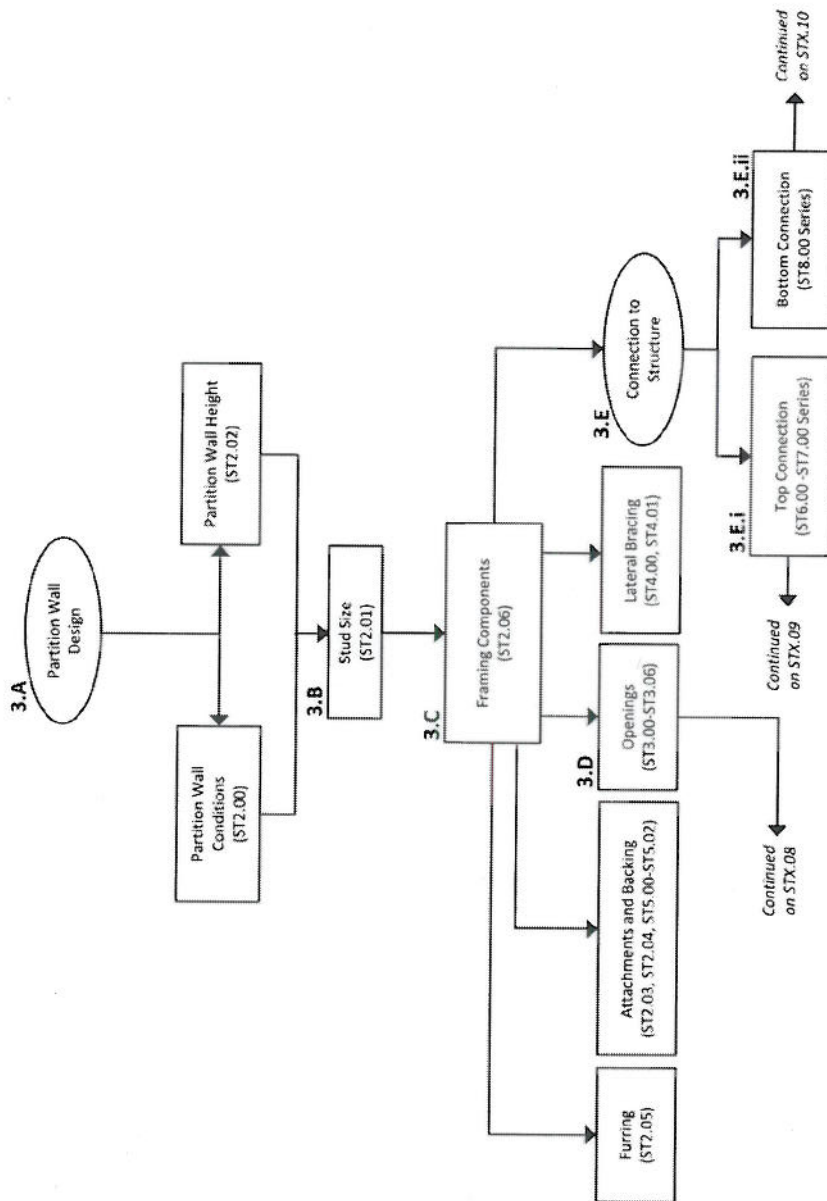 3.A
Partition Wall
Design
Partition Wall
Conditions
(ST2.00)
Partition Wall Height
(ST2.02)
3.B
Stud Size
(ST2.01)
3.C
Framing Components
(ST2.06)
Furring
(ST2.05)
Attachments and Backing
(ST2.03, ST2.04, ST5.00-ST5.02)
3.D
Openings
(ST3.00-ST3.06)
Lateral Bracing
(ST4.00, ST4.01)
3.E
Connection to
Structure
Continued
on STX.08
3.E.i
Top Connection
(ST6.00 -ST7.00 Series)
3.E.ii
Bottom Connection
(ST8.00 Series)
Continued
on STX.09
Continued
on STX.10